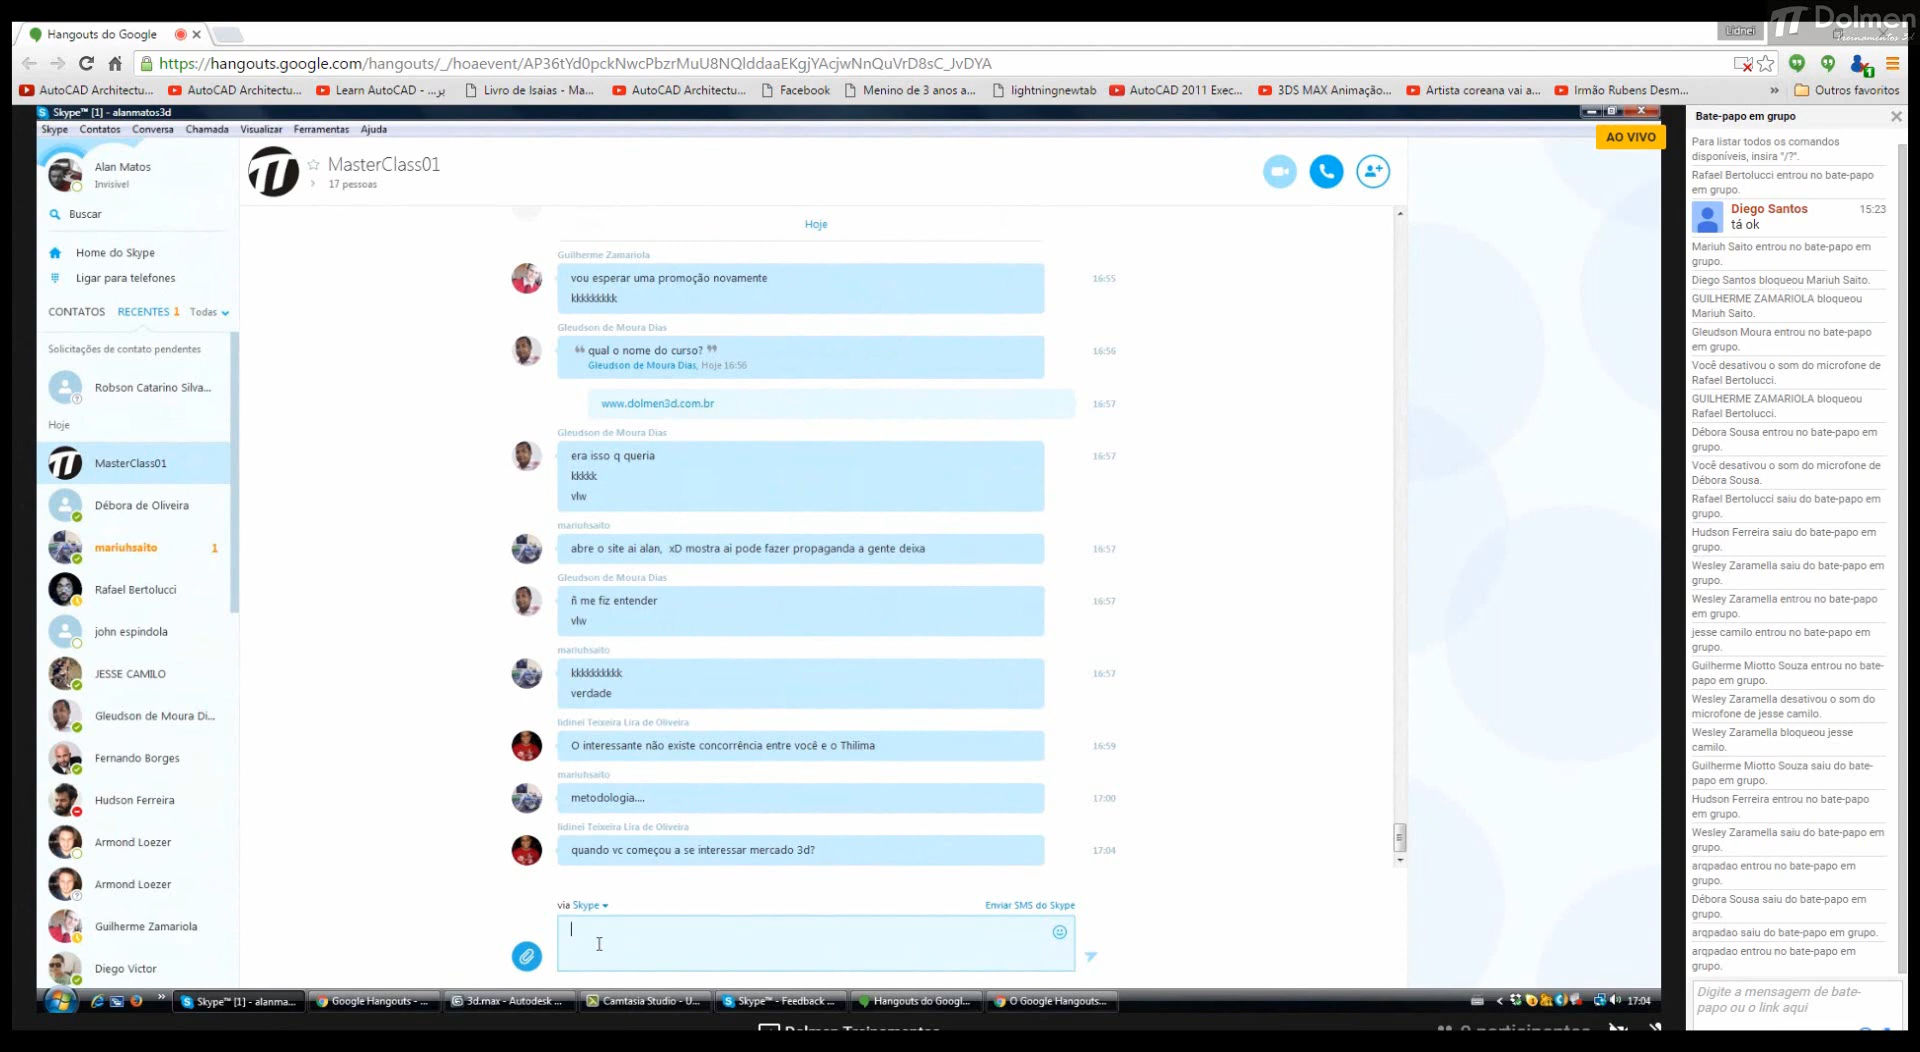 Hangouts do Google
Lidnei
Dolmen
Treinamentos 3d
https://hangouts.google.com/hangouts/_/hoaevent/AP36tYd0pckNwcPbzrMuU8NQlddaaEKgjYAcjwNnQuVrD8sC_JvDYA
AutoCAD Architectu...
AutoCAD Architectu...
Learn AutoCAD - ...بر
Livro de Isaias - Ma...
AutoCAD Architectu...
Facebook
Menino de 3 anos a...
lightningnewtab
AutoCAD 2011 Exec...
3DS MAX Animação...
Artista coreana vai a...
Irmão Rubens Desm...
»
Outros favoritos
Skype™ [1] - alanmatos3d
Skype Contatos Conversa Chamada Visualizar Ferramentas Ajuda
AO VIVO
Alan Matos
Invisível
Buscar
Home do Skype
Ligar para telefones
CONTATOS RECENTES 1 Todas
Solicitações de contato pendentes
Robson Catarino Silva...
Hoje
MasterClass01
Débora de Oliveira
mariuhsaito 1
Rafael Bertolucci
john espindola
JESSE CAMILO
Gleudson de Moura Di...
Fernando Borges
Hudson Ferreira
Armond Loezer
Armond Loezer
Guilherme Zamariola
Diego Victor
MasterClass01
17 pessoas
Hoje
Guilherme Zamariola
vou esperar uma promoção novamente 16:55
kkkkkkkkk
Gleudson de Moura Dias
“ qual o nome do curso? ” 16:56
Gleudson de Moura Dias, Hoje 16:56
www.dolmen3d.com.br 16:57
Gleudson de Moura Dias
era isso q queria 16:57
kkkkk
vlw
mariuhsaito
abre o site ai alan, xD mostra ai pode fazer propaganda a gente deixa 16:57
Gleudson de Moura Dias
ñ me fiz entender 16:57
vlw
mariuhsaito
kkkkkkkkkk 16:57
verdade
lidinei Teixeira Lira de Oliveira
O interessante não existe concorrência entre você e o Thilima 16:59
mariuhsaito
metodologia.... 17:00
lidinei Teixeira Lira de Oliveira
quando vc começou a se interessar mercado 3d? 17:04
via Skype
Enviar SMS do Skype
Bate-papo em grupo
Para listar todos os comandos
disponíveis, insira "/?".
Rafael Bertolucci entrou no bate-papo
em grupo.
Diego Santos 15:23
tá ok
Mariuh Saito entrou no bate-papo em
grupo.
Diego Santos bloqueou Mariuh Saito.
GUILHERME ZAMARIOLA bloqueou
Mariuh Saito.
Gleudson Moura entrou no bate-papo
em grupo.
Você desativou o som do microfone de
Rafael Bertolucci.
GUILHERME ZAMARIOLA bloqueou
Rafael Bertolucci.
Débora Sousa entrou no bate-papo em
grupo.
Você desativou o som do microfone de
Débora Sousa.
Rafael Bertolucci saiu do bate-papo em
grupo.
Hudson Ferreira saiu do bate-papo em
grupo.
Wesley Zaramella saiu do bate-papo em
grupo.
Wesley Zaramella entrou no bate-papo
em grupo.
jesse camilo entrou no bate-papo em
grupo.
Guilherme Miotto Souza entrou no bate-
papo em grupo.
Wesley Zaramella desativou o som do
microfone de jesse camilo.
Wesley Zaramella bloqueou jesse
camilo.
Guilherme Miotto Souza saiu do bate-
papo em grupo.
Hudson Ferreira entrou no bate-papo
em grupo.
Wesley Zaramella saiu do bate-papo em
grupo.
arqpadao entrou no bate-papo em
grupo.
Débora Sousa saiu do bate-papo em
grupo.
arqpadao saiu do bate-papo em grupo.
arqpadao entrou no bate-papo em
grupo.
Digite a mensagem de bate-
papo ou o link aqui
»
Skype™ [1] - alanma...
Google Hangouts - ...
3d.max - Autodesk ...
Camtasia Studio - U...
Skype™ - Feedback ...
Hangouts do Googl...
O Google Hangouts...
17:04
Dolmen Treinamentos
participantes